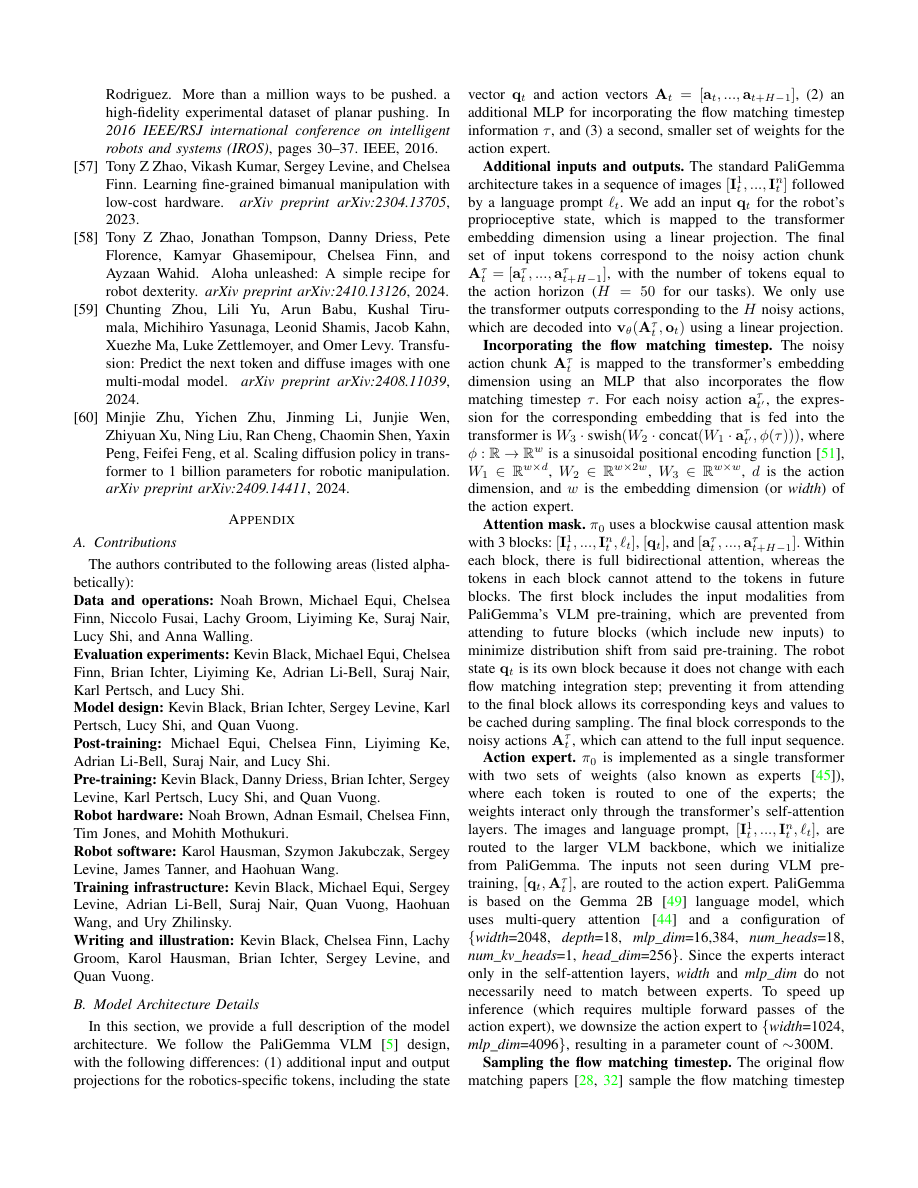 Rodriguez. More than a million ways to be pushed. a
high-fidelity experimental dataset of planar pushing. In
2016 IEEE/RSJ international conference on intelligent
robots and systems (IROS), pages 30–37. IEEE, 2016.
[57] Tony Z Zhao, Vikash Kumar, Sergey Levine, and Chelsea
Finn. Learning fine-grained bimanual manipulation with
low-cost hardware. arXiv preprint arXiv:2304.13705,
2023.
[58] Tony Z Zhao, Jonathan Tompson, Danny Driess, Pete
Florence, Kamyar Ghasemipour, Chelsea Finn, and
Ayzaan Wahid. Aloha unleashed: A simple recipe for
robot dexterity. arXiv preprint arXiv:2410.13126, 2024.
[59] Chunting Zhou, Lili Yu, Arun Babu, Kushal Tiru-
mala, Michihiro Yasunaga, Leonid Shamis, Jacob Kahn,
Xuezhe Ma, Luke Zettlemoyer, and Omer Levy. Transfu-
sion: Predict the next token and diffuse images with one
multi-modal model. arXiv preprint arXiv:2408.11039,
2024.
[60] Minjie Zhu, Yichen Zhu, Jinming Li, Junjie Wen,
Zhiyuan Xu, Ning Liu, Ran Cheng, Chaomin Shen, Yaxin
Peng, Feifei Feng, et al. Scaling diffusion policy in trans-
former to 1 billion parameters for robotic manipulation.
arXiv preprint arXiv:2409.14411, 2024.
APPENDIX
A. Contributions
The authors contributed to the following areas (listed alpha-
betically):
Data and operations: Noah Brown, Michael Equi, Chelsea
Finn, Niccolo Fusai, Lachy Groom, Liyiming Ke, Suraj Nair,
Lucy Shi, and Anna Walling.
Evaluation experiments: Kevin Black, Michael Equi, Chelsea
Finn, Brian Ichter, Liyiming Ke, Adrian Li-Bell, Suraj Nair,
Karl Pertsch, and Lucy Shi.
Model design: Kevin Black, Brian Ichter, Sergey Levine, Karl
Pertsch, Lucy Shi, and Quan Vuong.
Post-training: Michael Equi, Chelsea Finn, Liyiming Ke,
Adrian Li-Bell, Suraj Nair, and Lucy Shi.
Pre-training: Kevin Black, Danny Driess, Brian Ichter, Sergey
Levine, Karl Pertsch, Lucy Shi, and Quan Vuong.
Robot hardware: Noah Brown, Adnan Esmail, Chelsea Finn,
Tim Jones, and Mohith Mothukuri.
Robot software: Karol Hausman, Szymon Jakubczak, Sergey
Levine, James Tanner, and Haohuan Wang.
Training infrastructure: Kevin Black, Michael Equi, Sergey
Levine, Adrian Li-Bell, Suraj Nair, Quan Vuong, Haohuan
Wang, and Ury Zhilinsky.
Writing and illustration: Kevin Black, Chelsea Finn, Lachy
Groom, Karol Hausman, Brian Ichter, Sergey Levine, and
Quan Vuong.
B. Model Architecture Details
In this section, we provide a full description of the model
architecture. We follow the PaliGemma VLM [5] design,
with the following differences: (1) additional input and output
projections for the robotics-specific tokens, including the state
vector q_t and action vectors A_t = [a_t, ..., a_{t+H−1}], (2) an
additional MLP for incorporating the flow matching timestep
information τ, and (3) a second, smaller set of weights for the
action expert.
Additional inputs and outputs. The standard PaliGemma
architecture takes in a sequence of images [I_t^1, ..., I_t^n] followed
by a language prompt ℓ_t. We add an input q_t for the robot's
proprioceptive state, which is mapped to the transformer
embedding dimension using a linear projection. The final
set of input tokens correspond to the noisy action chunk
A_t^τ = [a_t^τ, ..., a_{t+H−1}^τ], with the number of tokens equal to
the action horizon (H = 50 for our tasks). We only use
the transformer outputs corresponding to the H noisy actions,
which are decoded into v_θ(A_t^τ, o_t) using a linear projection.
Incorporating the flow matching timestep. The noisy
action chunk A_t^τ is mapped to the transformer's embedding
dimension using an MLP that also incorporates the flow
matching timestep τ. For each noisy action a_{t'}^τ, the expres-
sion for the corresponding embedding that is fed into the
transformer is W_3 · swish(W_2 · concat(W_1 · a_{t'}^τ, φ(τ))), where
φ : ℝ → ℝ^w is a sinusoidal positional encoding function [51],
W_1 ∈ ℝ^{w×d}, W_2 ∈ ℝ^{w×2w}, W_3 ∈ ℝ^{w×w}, d is the action
dimension, and w is the embedding dimension (or width) of
the action expert.
Attention mask. π_0 uses a blockwise causal attention mask
with 3 blocks: [I_t^1, ..., I_t^n, ℓ_t], [q_t], and [a_t^τ, ..., a_{t+H−1}^τ]. Within
each block, there is full bidirectional attention, whereas the
tokens in each block cannot attend to the tokens in future
blocks. The first block includes the input modalities from
PaliGemma's VLM pre-training, which are prevented from
attending to future blocks (which include new inputs) to
minimize distribution shift from said pre-training. The robot
state q_t is its own block because it does not change with each
flow matching integration step; preventing it from attending
to the final block allows its corresponding keys and values to
be cached during sampling. The final block corresponds to the
noisy actions A_t^τ, which can attend to the full input sequence.
Action expert. π_0 is implemented as a single transformer
with two sets of weights (also known as experts [45]),
where each token is routed to one of the experts; the
weights interact only through the transformer's self-attention
layers. The images and language prompt, [I_t^1, ..., I_t^n, ℓ_t], are
routed to the larger VLM backbone, which we initialize
from PaliGemma. The inputs not seen during VLM pre-
training, [q_t, A_t^τ], are routed to the action expert. PaliGemma
is based on the Gemma 2B [49] language model, which
uses multi-query attention [44] and a configuration of
{width=2048, depth=18, mlp_dim=16,384, num_heads=18,
num_kv_heads=1, head_dim=256}. Since the experts interact
only in the self-attention layers, width and mlp_dim do not
necessarily need to match between experts. To speed up
inference (which requires multiple forward passes of the
action expert), we downsize the action expert to {width=1024,
mlp_dim=4096}, resulting in a parameter count of ∼300M.
Sampling the flow matching timestep. The original flow
matching papers [28, 32] sample the flow matching timestep